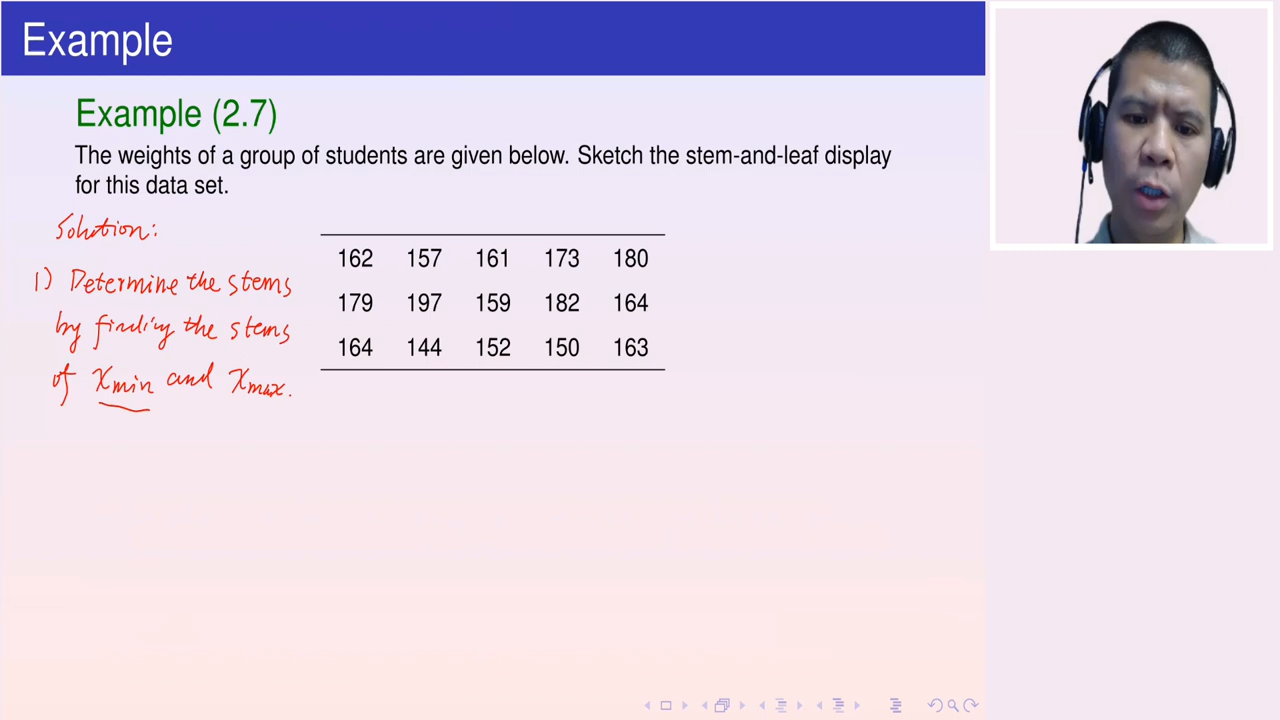 Example
Example (2.7)
The weights of a group of students are given below. Sketch the stem-and-leaf display
for this data set.
Solution:
1) Determine the stems
by finding the stems
of xmin and xmax.
162 157 161 173 180
179 197 159 182 164
164 144 152 150 163